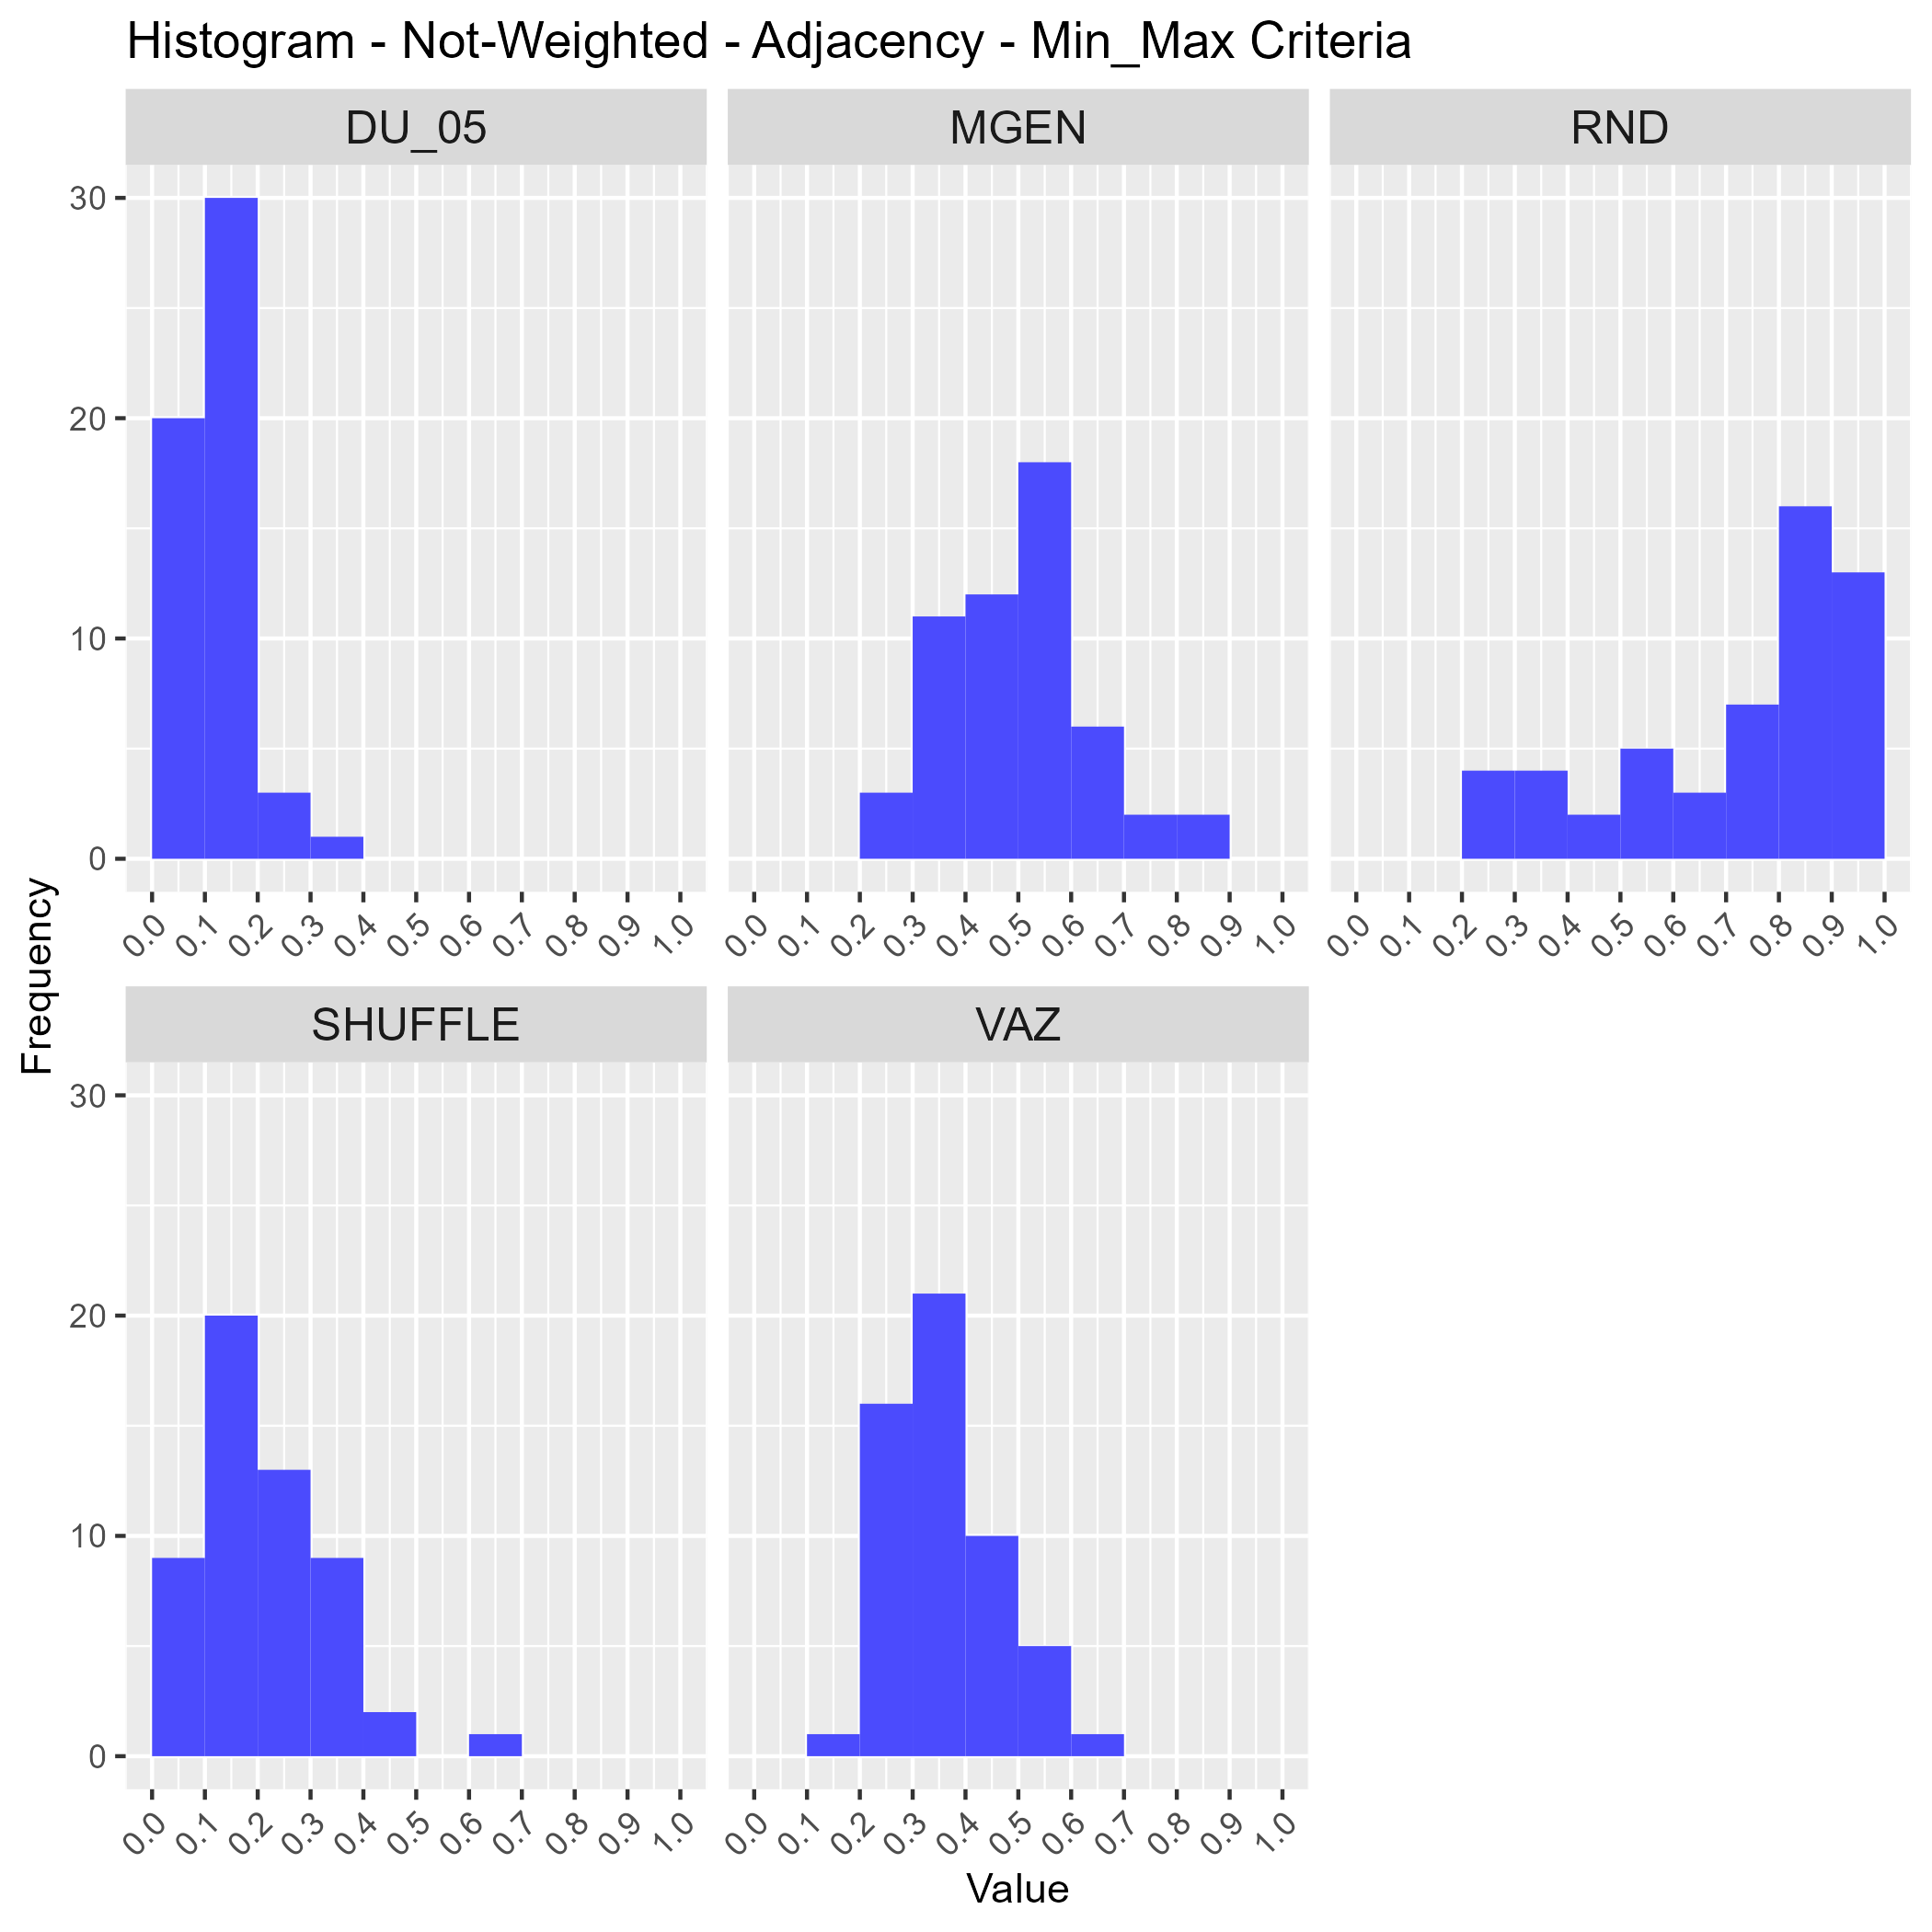 Histogram - Not-Weighted - Adjacency - Min_Max Criteria
DU_05 MGEN RND
30
20
10
0
0.0 0.1 0.2 0.3 0.4 0.5 0.6 0.7 0.8 0.9 1.0 0.0 0.1 0.2 0.3 0.4 0.5 0.6 0.7 0.8 0.9 1.0 0.0 0.1 0.2 0.3 0.4 0.5 0.6 0.7 0.8 0.9 1.0
Frequency
SHUFFLE VAZ
30
20
10
0
0.0 0.1 0.2 0.3 0.4 0.5 0.6 0.7 0.8 0.9 1.0 0.0 0.1 0.2 0.3 0.4 0.5 0.6 0.7 0.8 0.9 1.0
Value